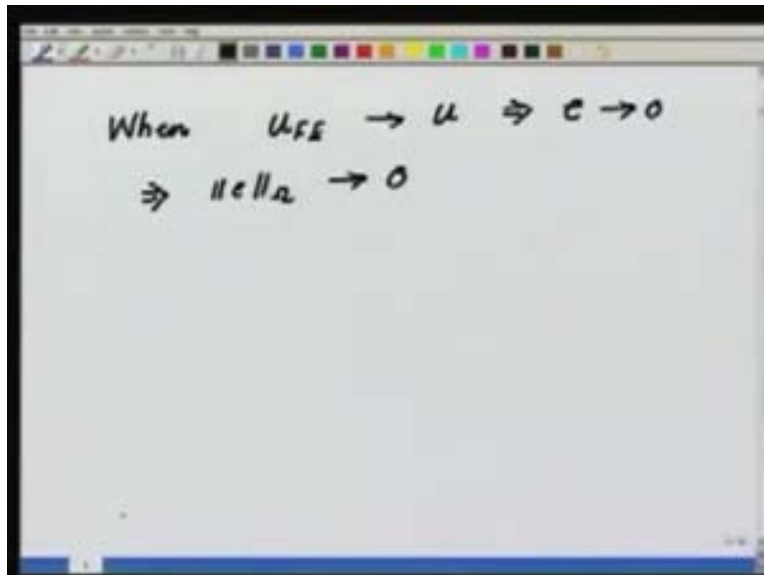 When u_FE → u ⇒ e → 0
⇒ ||e||_Ω → 0